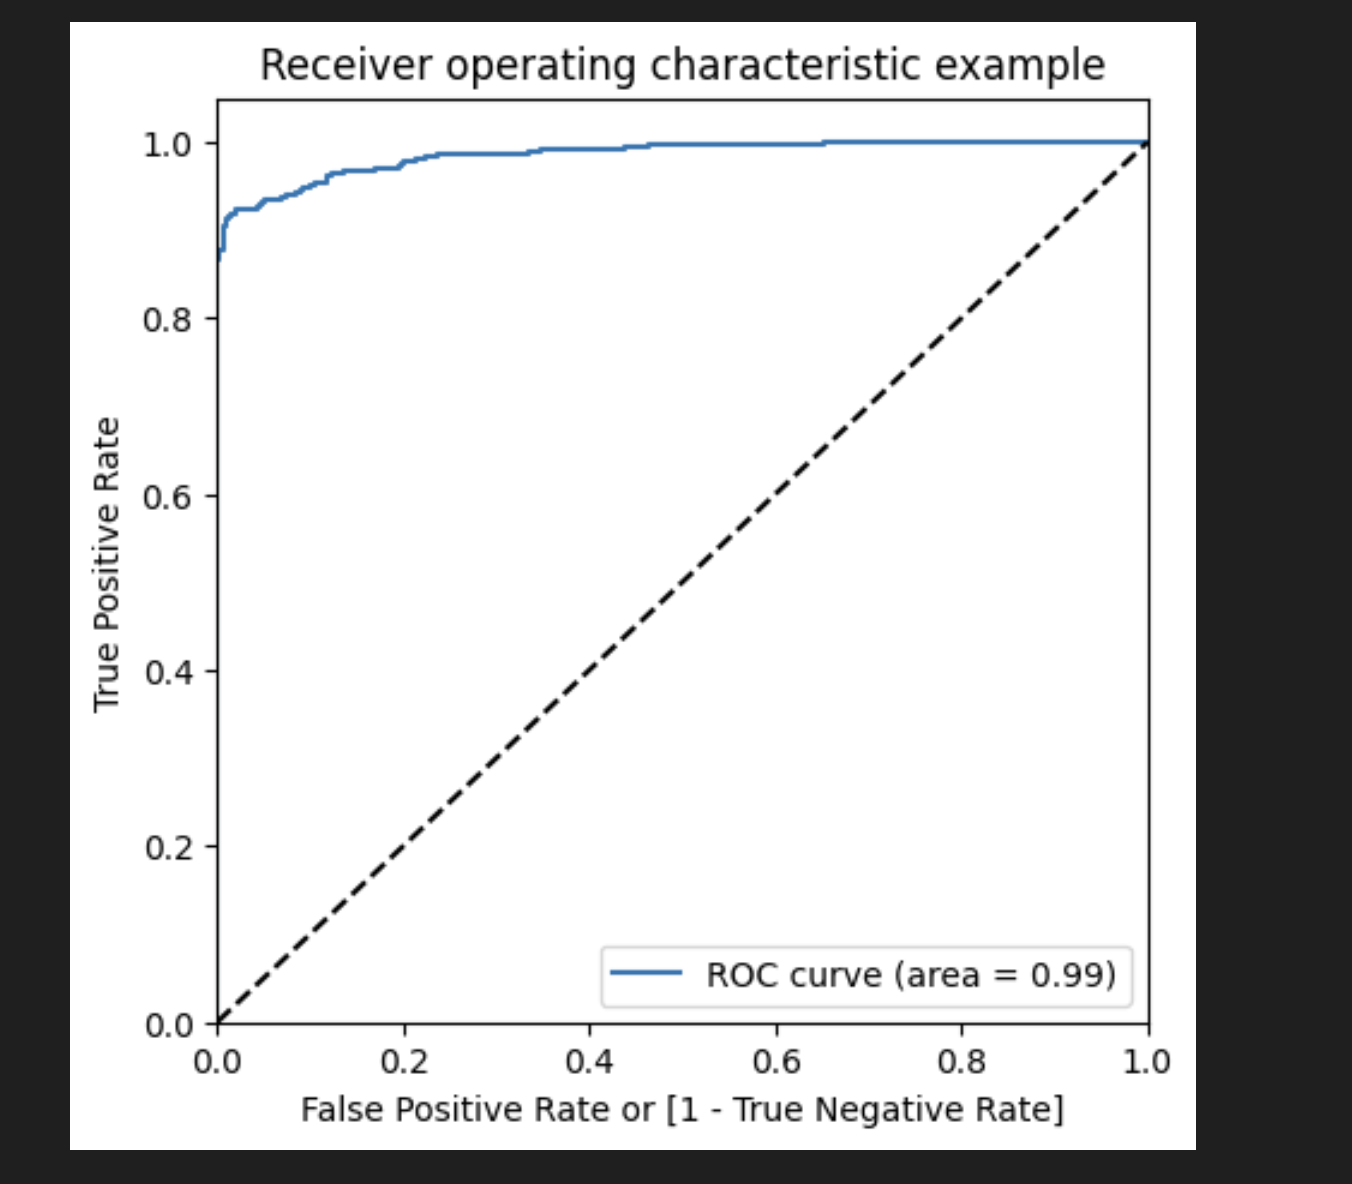 Receiver operating characteristic example
1.0
0.8
0.6
0.4
0.2
0.0
True Positive Rate
ROC curve (area = 0.99)
0.0 0.2 0.4 0.6 0.8 1.0
False Positive Rate or [1 - True Negative Rate]